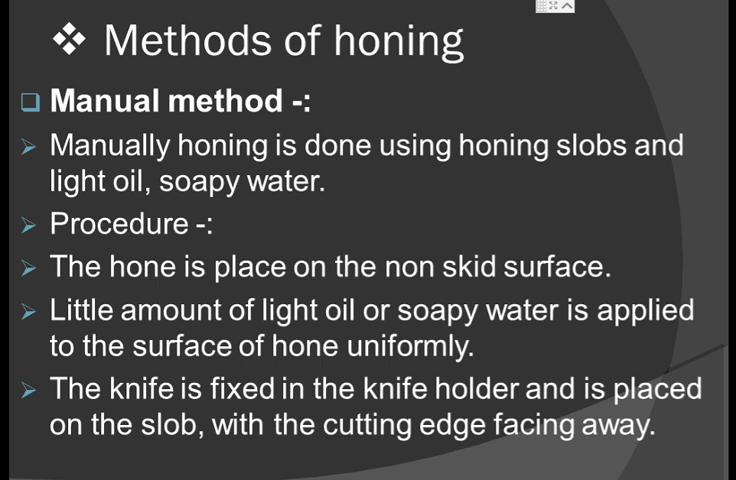 Methods of honing
Manual method -:
Manually honing is done using honing slobs and
light oil, soapy water.
Procedure -:
The hone is place on the non skid surface.
Little amount of light oil or soapy water is applied
to the surface of hone uniformly.
The knife is fixed in the knife holder and is placed
on the slob, with the cutting edge facing away.